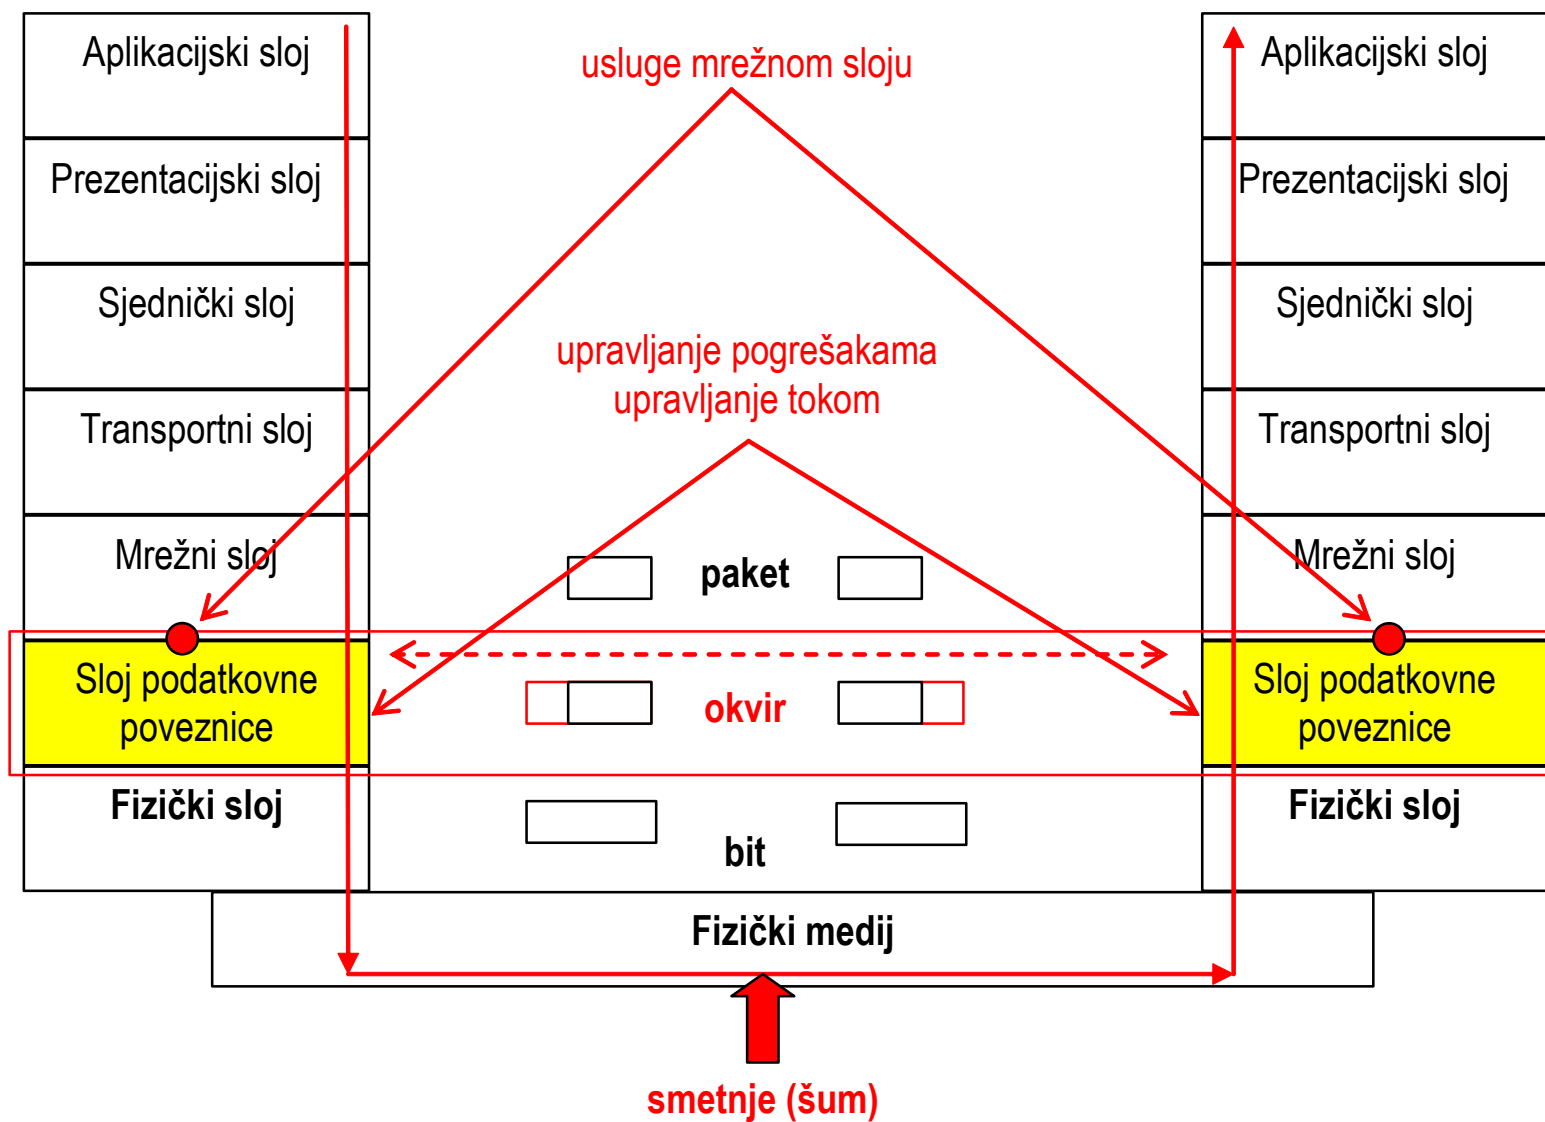 Aplikacijski sloj
Prezentacijski sloj
Sjednički sloj
Transportni sloj
Mrežni sloj
Sloj podatkovne
poveznice
Fizički sloj
usluge mrežnom sloju
upravljanje pogrešakama
upravljanje tokom
paket
okvir
bit
Fizički medij
smetnje (šum)
Aplikacijski sloj
Prezentacijski sloj
Sjednički sloj
Transportni sloj
Mrežni sloj
Sloj podatkovne
poveznice
Fizički sloj